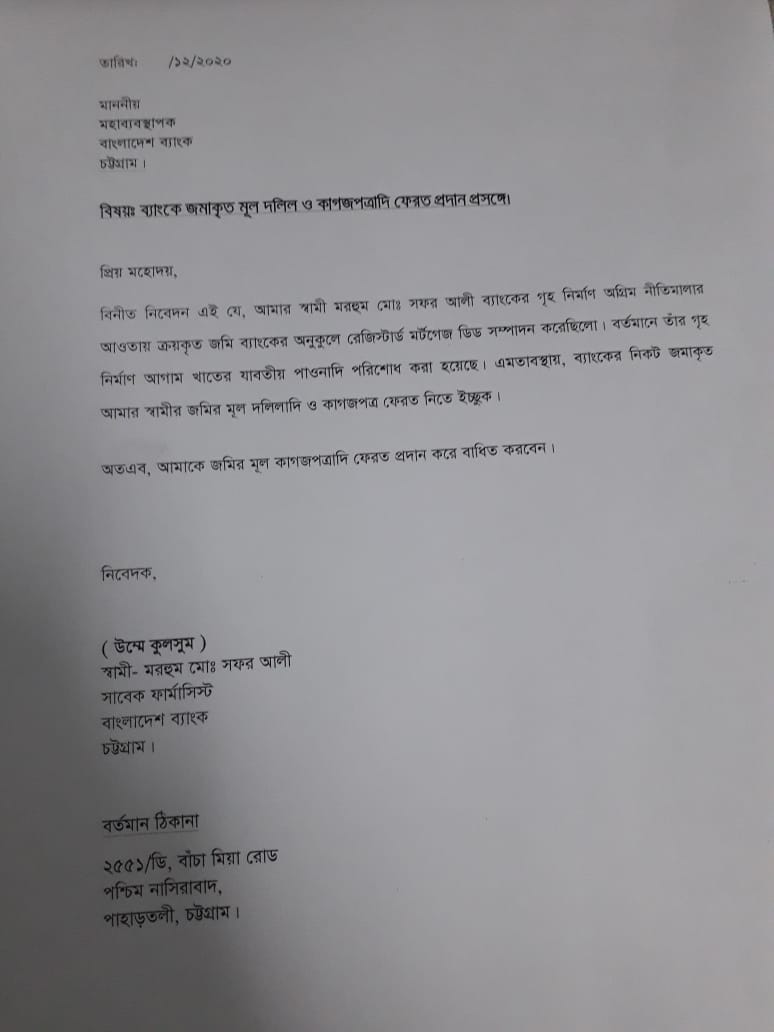 তারিখঃ /১২/২০২০
মাননীয়
মহাব্যবস্থাপক
বাংলাদেশ ব্যাংক
চট্টগ্রাম ।
বিষয়ঃ ব্যাংকে জমাকৃত মূল দলিল ও কাগজপত্রাদি ফেরত প্রদান প্রসঙ্গে।
প্রিয় মহোদয়,
বিনীত নিবেদন এই যে, আমার স্বামী মরহুম মোঃ সফর আলী ব্যাংকের গৃহ নির্মাণ অগ্রিম নীতিমালার
আওতায় ক্রয়কৃত জমি ব্যাংকের অনুকূলে রেজিস্টার্ড মর্টগেজ ডিড সম্পাদন করেছিলো । বর্তমানে তাঁর গৃহ
নির্মাণ আগাম খাতের যাবতীয় পাওনাদি পরিশোধ করা হয়েছে । এমতাবস্থায়, ব্যাংকের নিকট জমাকৃত
আমার স্বামীর জমির মূল দলিলাদি ও কাগজপত্র ফেরত নিতে ইচ্ছুক ।
অতএব, আমাকে জমির মূল কাগজপত্রাদি ফেরত প্রদান করে বাধিত করবেন ।
নিবেদক,
( উম্মে কুলসুম )
স্বামী- মরহুম মোঃ সফর আলী
সাবেক ফার্মাসিস্ট
বাংলাদেশ ব্যাংক
চট্টগ্রাম ।
বর্তমান ঠিকানা
২৫৫১/ডি, বাঁচা মিয়া রোড
পশ্চিম নাসিরাবাদ,
পাহাড়তলী, চট্টগ্রাম ।